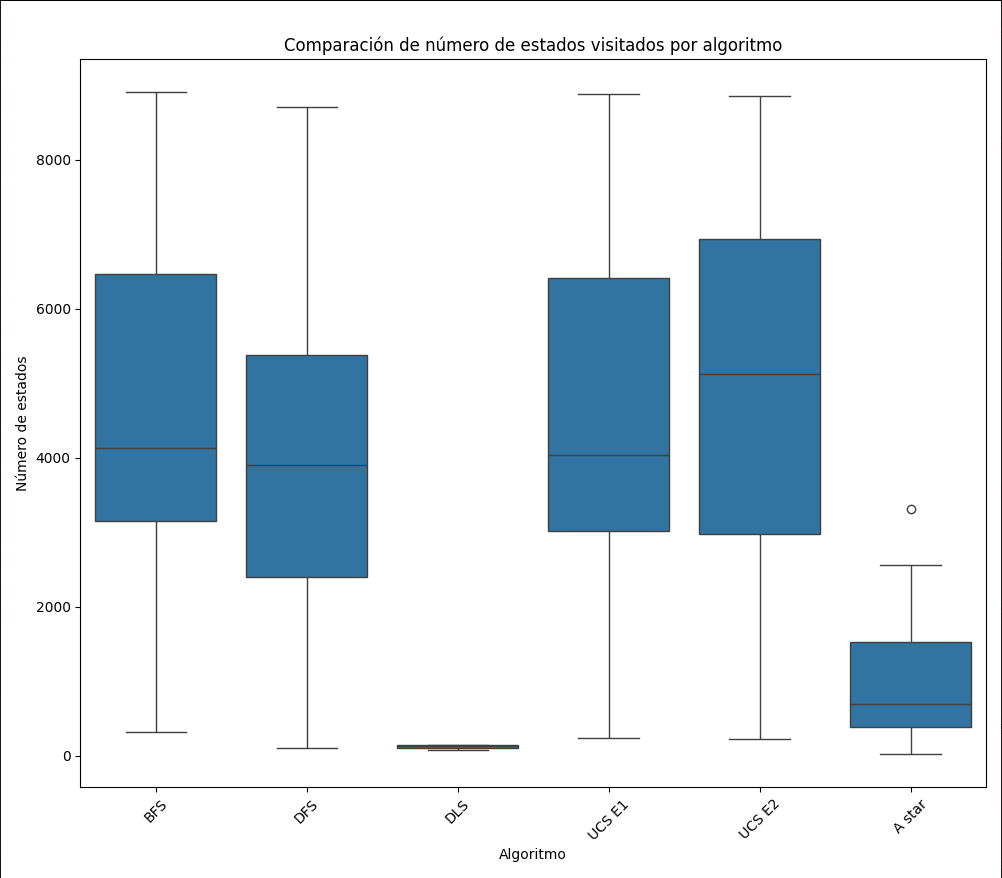 Comparación de número de estados visitados por algoritmo
Número de estados
8000
6000
4000
2000
0
BFS
DFS
DLS
UCS E1
UCS E2
A star
Algoritmo